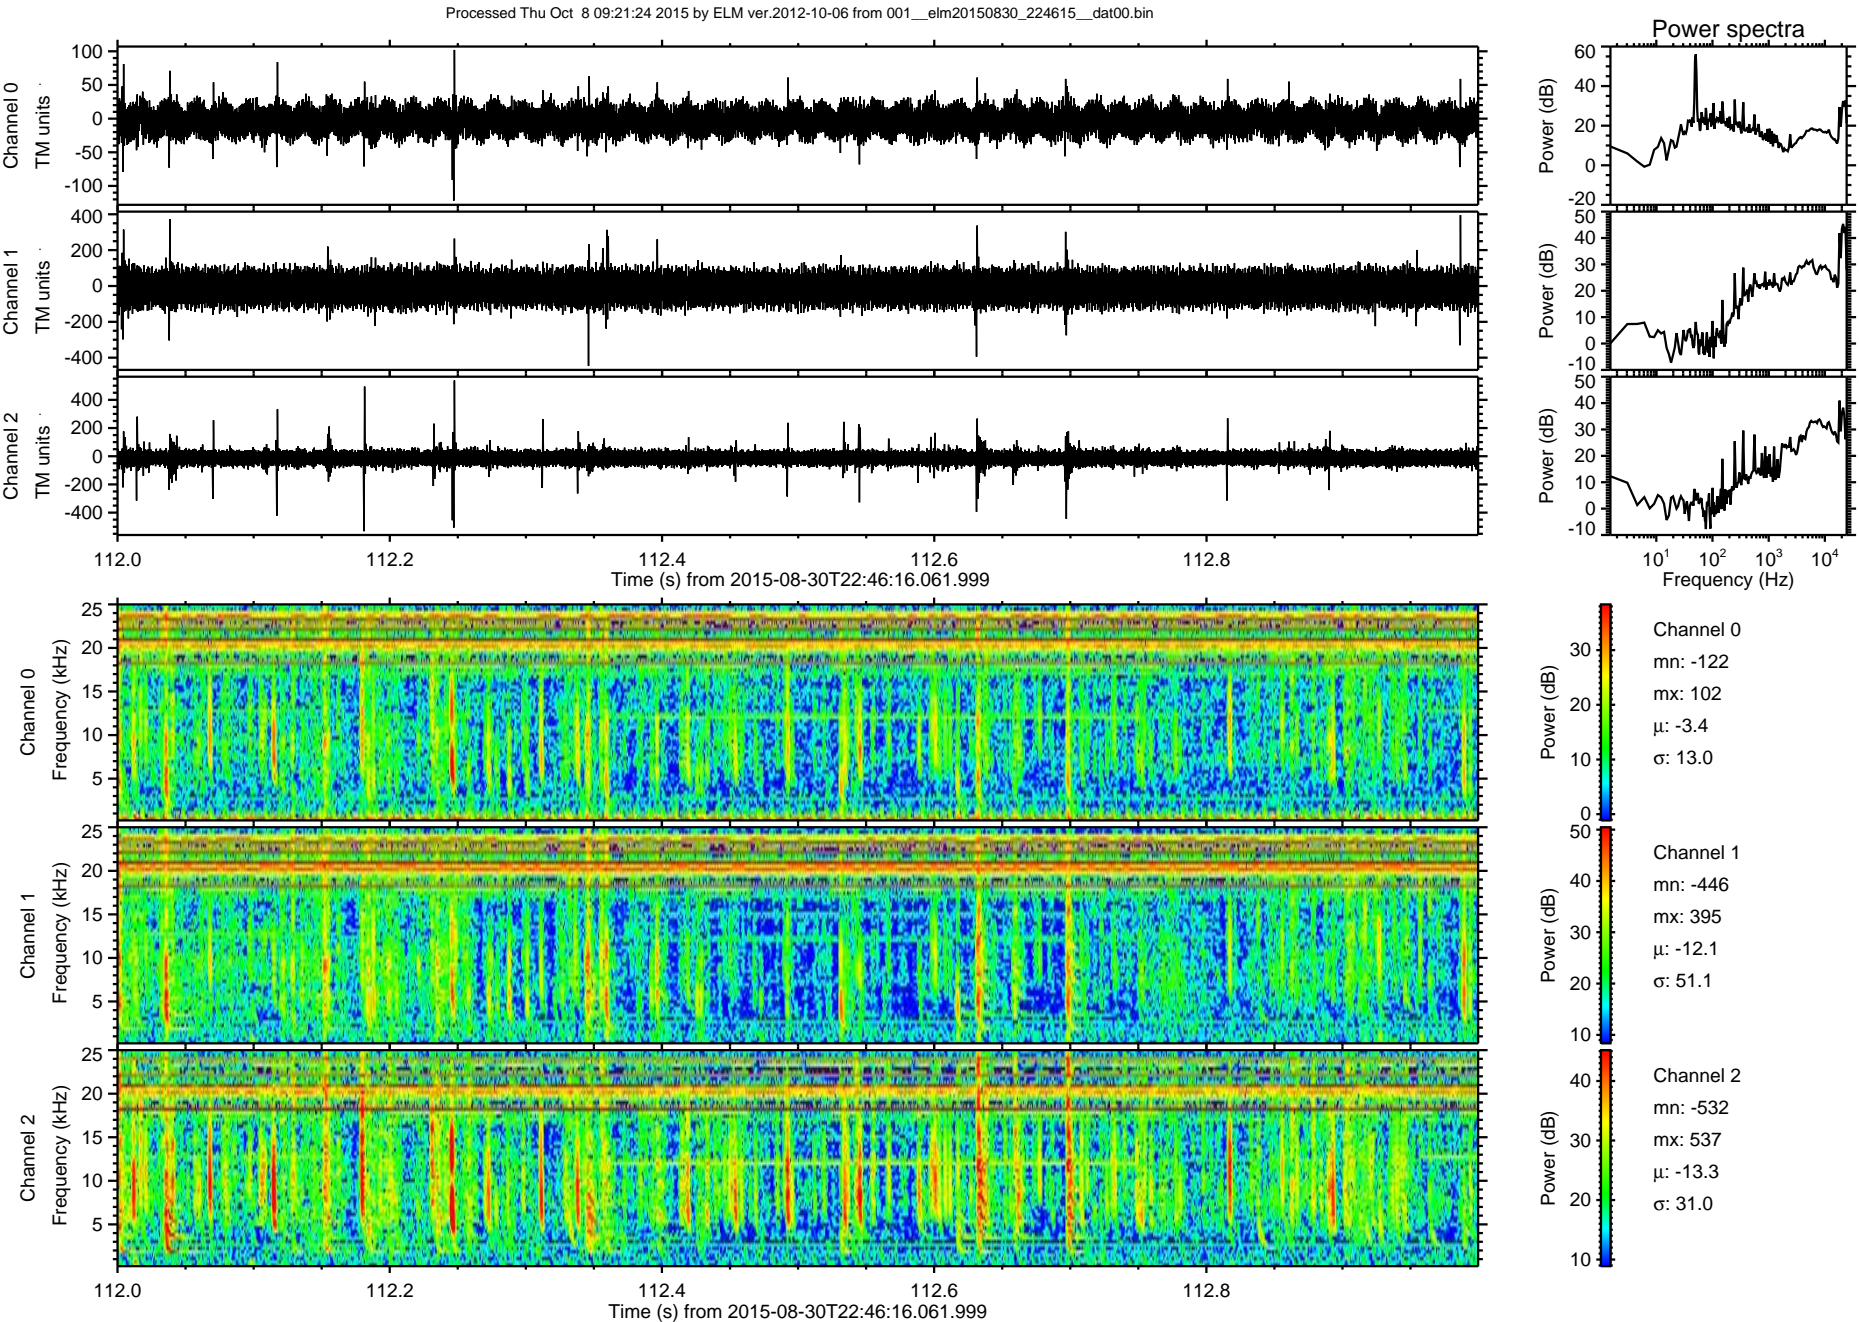 Processed Thu Oct  8 09:21:24 2015 by ELM ver.2012-10-06 from 001__elm20150830_224615__dat00.bin
Power spectra
Channel 0
TM units
100
50
0
-50
-100
Power (dB)
60
40
20
0
-20
Channel 1
TM units
400
200
0
-200
-400
Power (dB)
50
40
30
20
10
0
-10
Channel 2
TM units
400
200
0
-200
-400
Power (dB)
50
40
30
20
10
0
-10
112.0 112.2 112.4 112.6 112.8
Time (s) from 2015-08-30T22:46:16.061.999
10¹ 10² 10³ 10⁴
Frequency (Hz)
Channel 0
Frequency (kHz)
25
20
15
10
5
Power (dB)
30
20
10
0
Channel 0
mn: -122
mx: 102
μ: -3.4
σ: 13.0
Channel 1
Frequency (kHz)
25
20
15
10
5
Power (dB)
50
40
30
20
10
Channel 1
mn: -446
mx: 395
μ: -12.1
σ: 51.1
Channel 2
Frequency (kHz)
25
20
15
10
5
Power (dB)
40
30
20
10
Channel 2
mn: -532
mx: 537
μ: -13.3
σ: 31.0
112.0 112.2 112.4 112.6 112.8
Time (s) from 2015-08-30T22:46:16.061.999